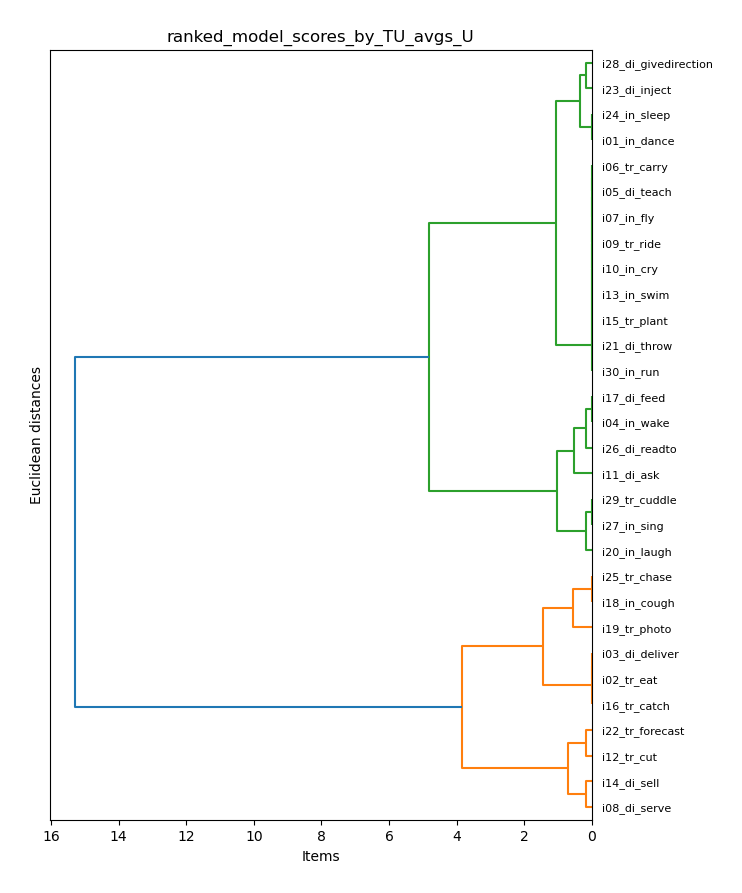 ranked_model_scores_by_TU_avgs_U
i28_di_givedirection
i23_di_inject
i24_in_sleep
i01_in_dance
i06_tr_carry
i05_di_teach
i07_in_fly
i09_tr_ride
i10_in_cry
i13_in_swim
i15_tr_plant
i21_di_throw
i30_in_run
i17_di_feed
i04_in_wake
i26_di_readto
i11_di_ask
i29_tr_cuddle
i27_in_sing
i20_in_laugh
i25_tr_chase
i18_in_cough
i19_tr_photo
i03_di_deliver
i02_tr_eat
i16_tr_catch
i22_tr_forecast
i12_tr_cut
i14_di_sell
i08_di_serve
Euclidean distances
16 14 12 10 8 6 4 2 0
Items